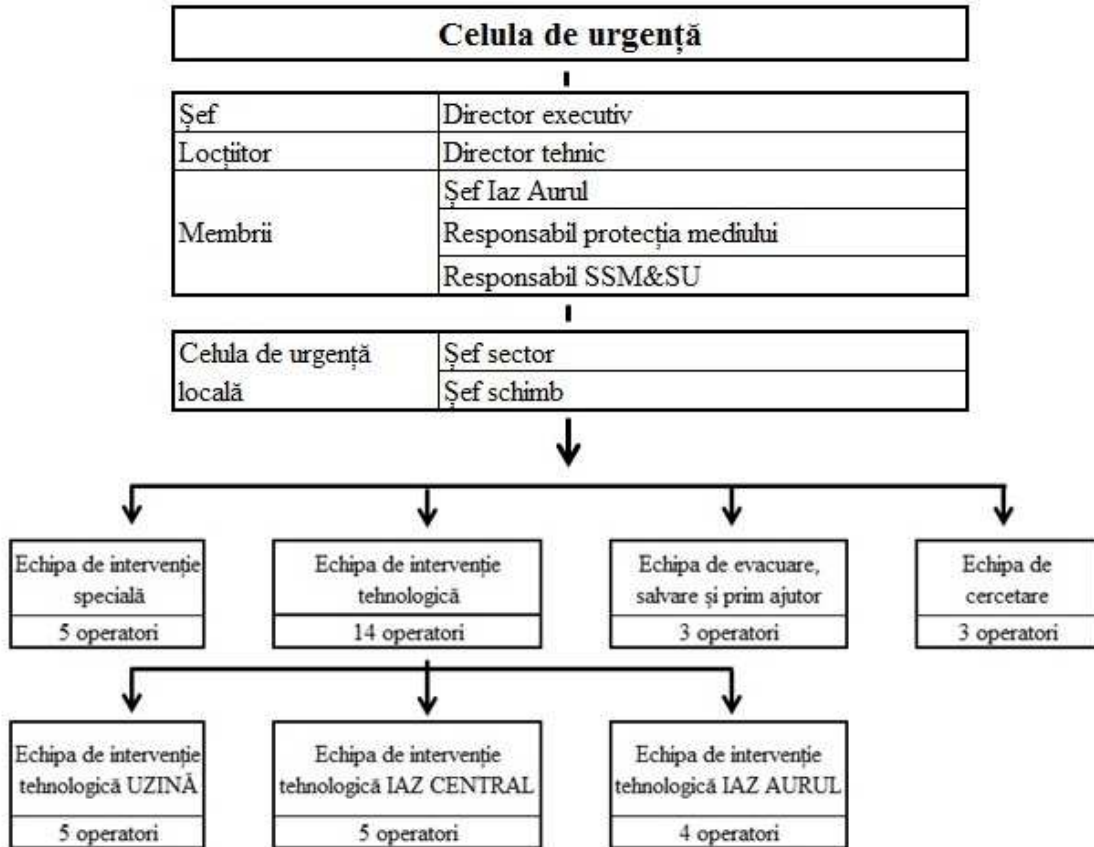 Celula de urgență
Șef Director executiv
Locțiitor Director tehnic
Membrii
Șef Iaz Aurul
Responsabil protecția mediului
Responsabil SSM&SU
Celula de urgență
locală
Șef sector
Șef schimb
Echipa de intervenție
specială
5 operatori
Echipa de intervenție
tehnologică
14 operatori
Echipa de evacuare,
salvare și prim ajutor
3 operatori
Echipa de
cercetare
3 operatori
Echipa de intervenție
tehnologică UZINĂ
5 operatori
Echipa de intervenție
tehnologică IAZ CENTRAL
5 operatori
Echipa de intervenție
tehnologică IAZ AURUL
4 operatori